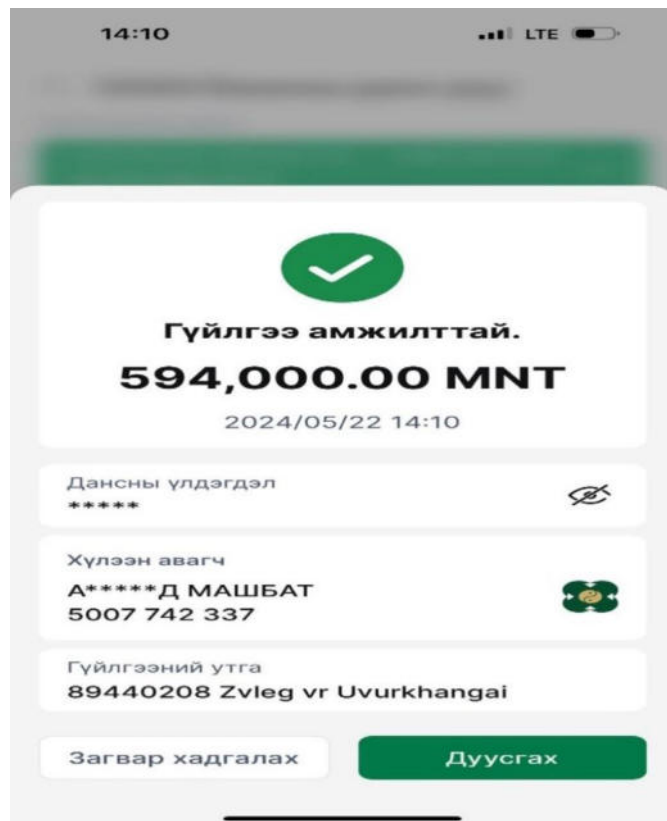 14:10
LTE
Гүйлгээ амжилттай.
594,000.00 MNT
2024/05/22 14:10
Дансны үлдэгдэл
*****
Хүлээн авагч
А*****Д МАШБАТ
5007 742 337
Гүйлгээний утга
89440208 Zvleg vr Uvurkhangai
Загвар хадгалах
Дуусгах